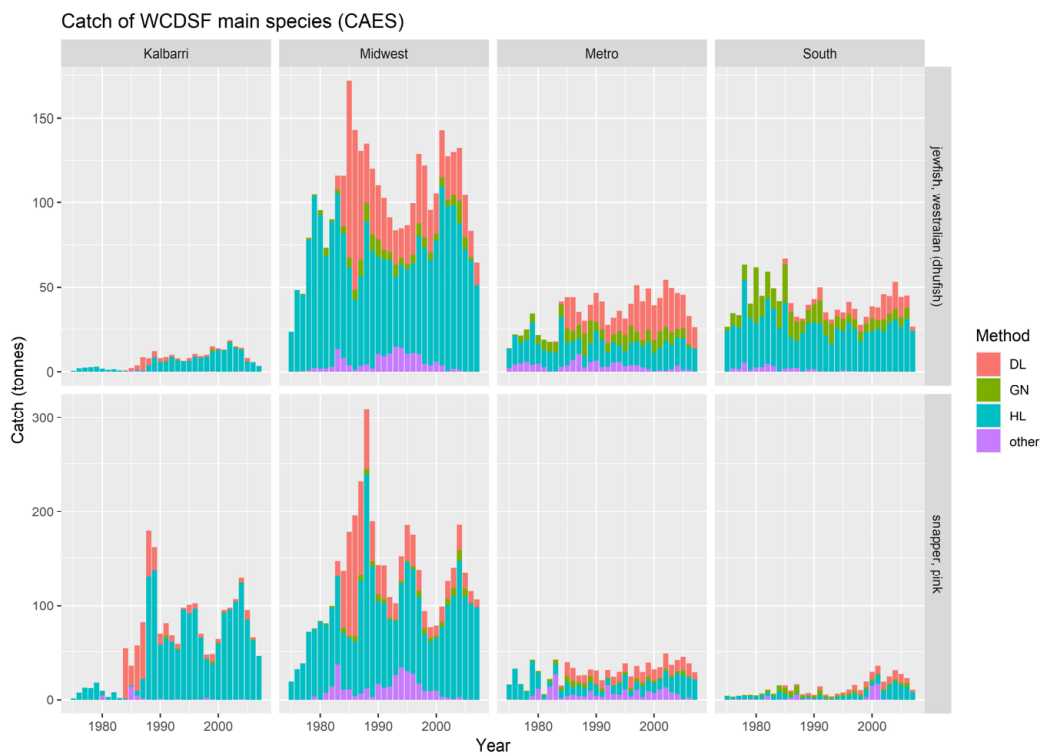 Catch of WCDSF main species (CAES)
Kalbarri Midwest Metro South
150
100
50
0
jewfish, westralian (dhufish)
300
200
100
0
snapper, pink
Catch (tonnes)
1980 1990 2000 1980 1990 2000 1980 1990 2000 1980 1990 2000
Year
Method
DL
GN
HL
other